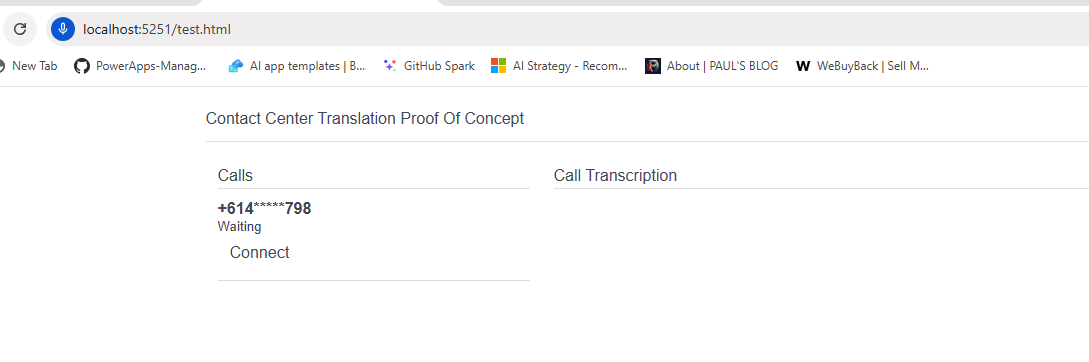 localhost:5251/test.html
New Tab PowerApps-Manag... AI app templates | B... GitHub Spark AI Strategy - Recom... About | PAUL'S BLOG WeBuyBack | Sell M...
Contact Center Translation Proof Of Concept
Calls
+614*****798
Waiting
Connect
Call Transcription